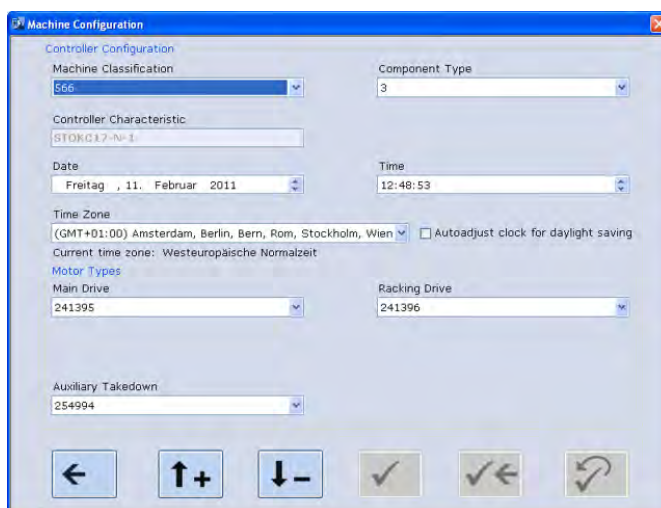 Machine Configuration
Controller Configuration
Machine Classification
Component Type
566
3
Controller Characteristic
STOKC17-N-1
Date
Time
Freitag , 11. Februar 2011
12:48:53
Time Zone
(GMT+01:00) Amsterdam, Berlin, Bern, Rom, Stockholm, Wien
Autoadjust clock for daylight saving
Current time zone: Westeuropäische Normalzeit
Motor Types
Main Drive
Racking Drive
241395
241396
Auxiliary Takedown
254994